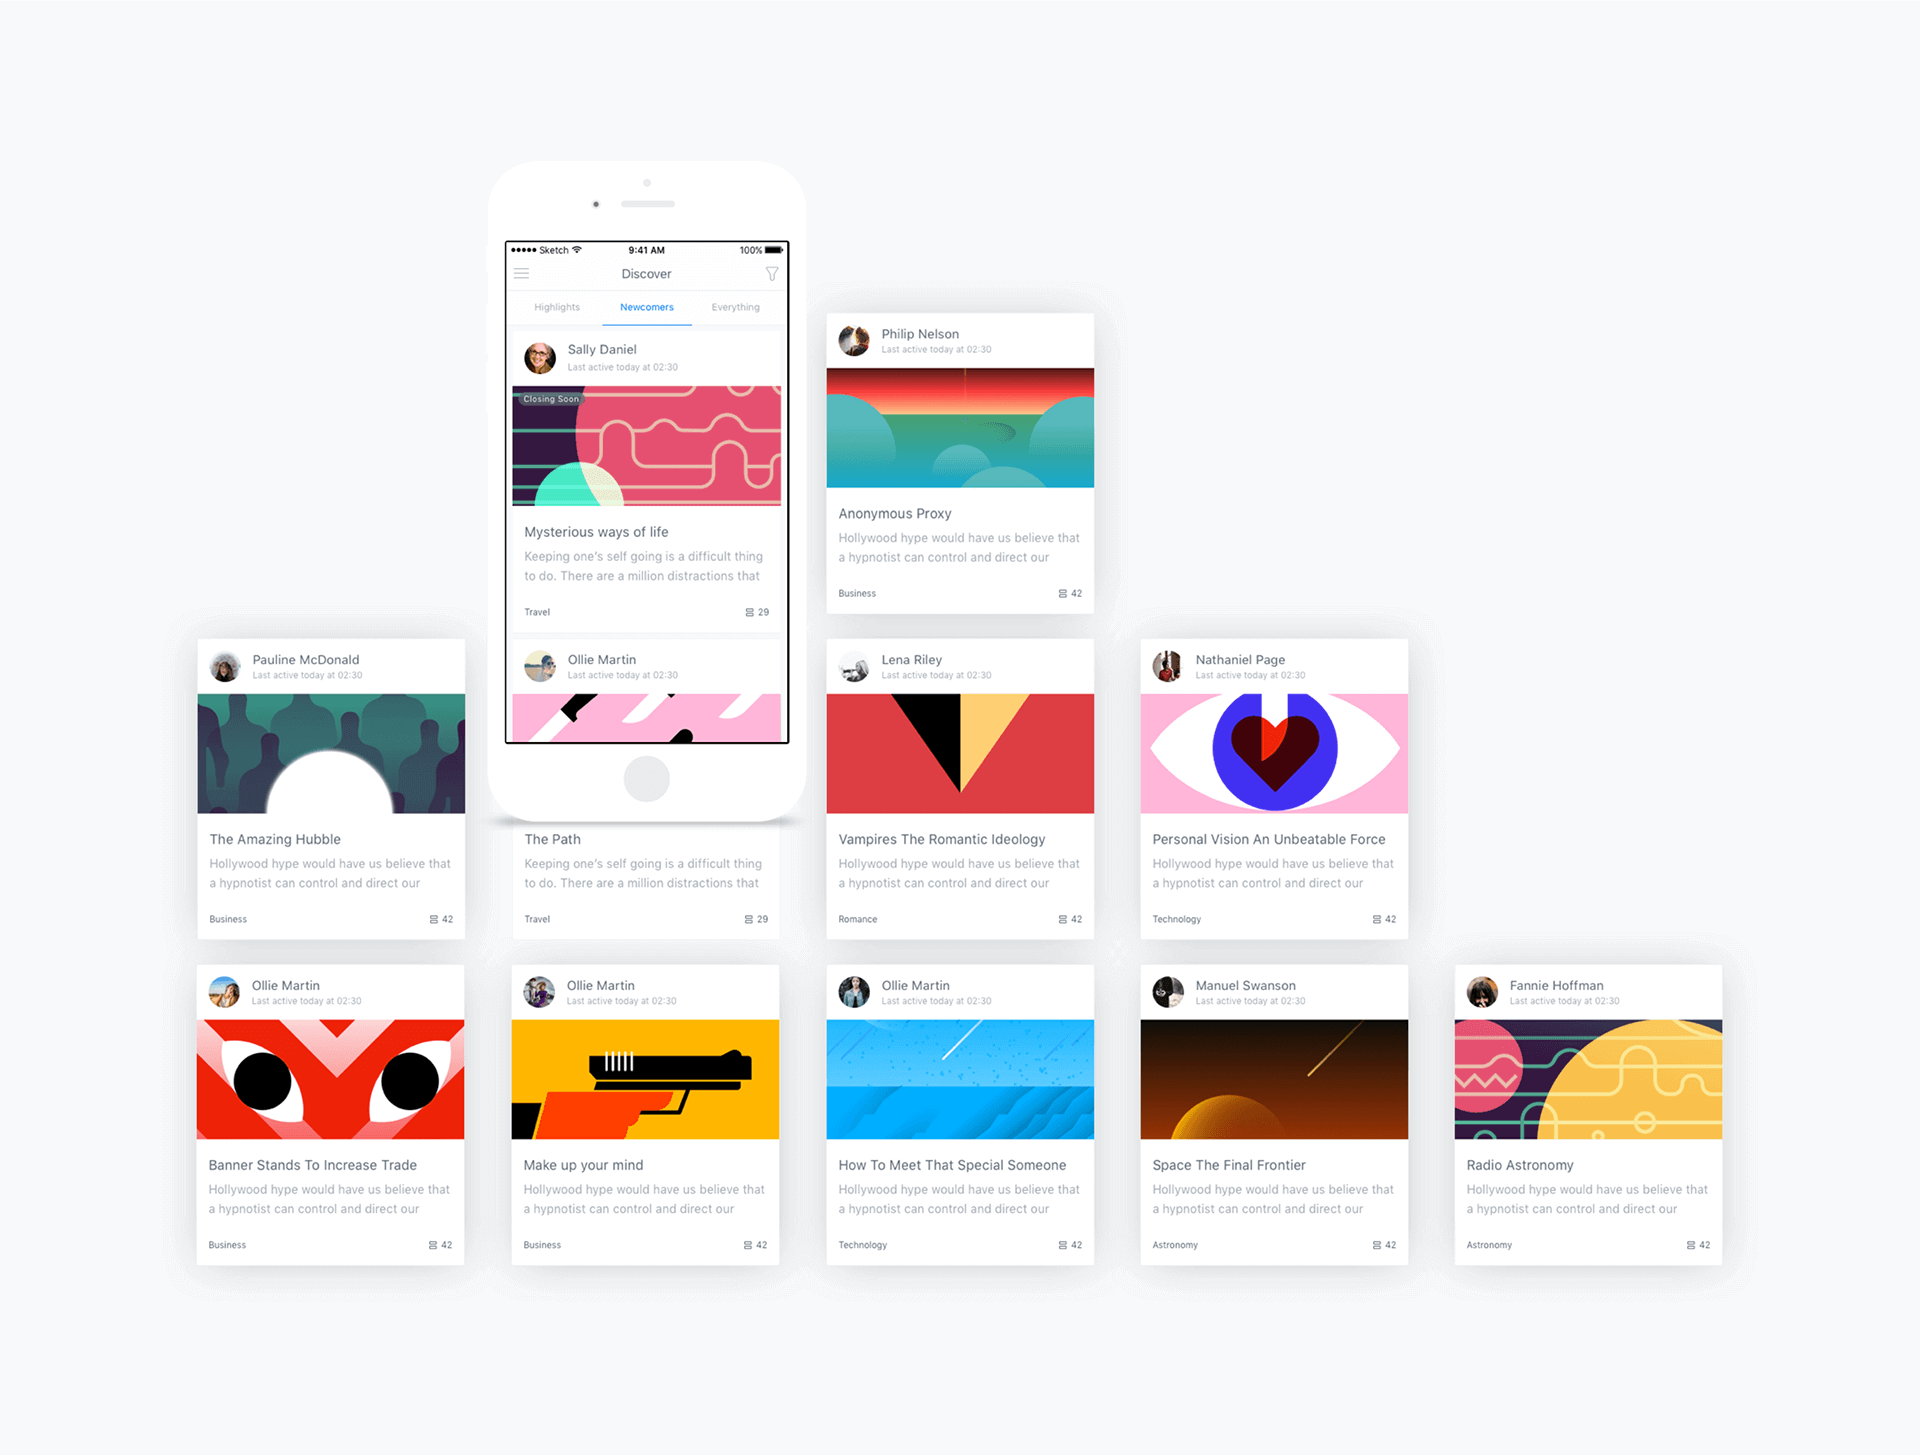 Sketch
9:41 AM
100%
Discover
Highlights
Newcomers
Everything
Sally Daniel
Last active today at 02:30
Closing Soon
Mysterious ways of life
Keeping one's self going is a difficult thing
to do. There are a million distractions that
Travel
29
Ollie Martin
Last active today at 02:30
The Path
Keeping one's self going is a difficult thing
to do. There are a million distractions that
Travel
29
Philip Nelson
Last active today at 02:30
Anonymous Proxy
Hollywood hype would have us believe that
a hypnotist can control and direct our
Business
42
Pauline McDonald
Last active today at 02:30
The Amazing Hubble
Hollywood hype would have us believe that
a hypnotist can control and direct our
Business
42
Lena Riley
Last active today at 02:30
Vampires The Romantic Ideology
Hollywood hype would have us believe that
a hypnotist can control and direct our
Romance
42
Nathaniel Page
Last active today at 02:30
Personal Vision An Unbeatable Force
Hollywood hype would have us believe that
a hypnotist can control and direct our
Technology
42
Ollie Martin
Last active today at 02:30
Banner Stands To Increase Trade
Hollywood hype would have us believe that
a hypnotist can control and direct our
Business
42
Ollie Martin
Last active today at 02:30
Make up your mind
Hollywood hype would have us believe that
a hypnotist can control and direct our
Business
42
Ollie Martin
Last active today at 02:30
How To Meet That Special Someone
Hollywood hype would have us believe that
a hypnotist can control and direct our
Technology
42
Manuel Swanson
Last active today at 02:30
Space The Final Frontier
Hollywood hype would have us believe that
a hypnotist can control and direct our
Astronomy
42
Fannie Hoffman
Last active today at 02:30
Radio Astronomy
Hollywood hype would have us believe that
a hypnotist can control and direct our
Astronomy
42